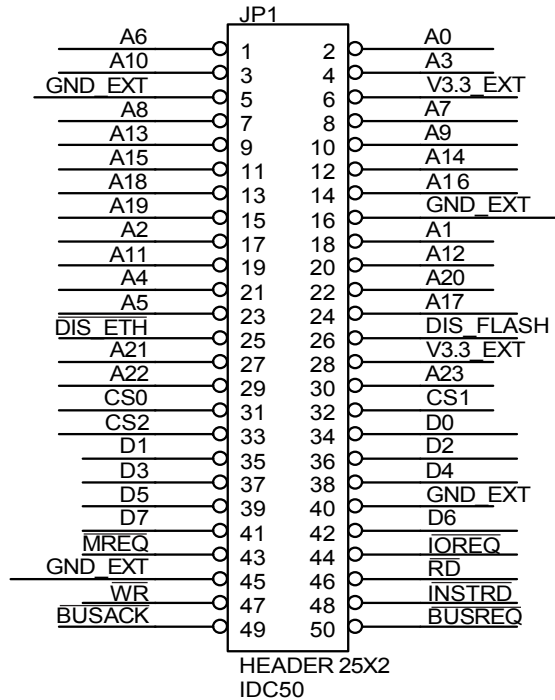 JP1
A6 1 2 A0
A10 3 4 A3
GND_EXT 5 6 V3.3_EXT
A8 7 8 A7
A13 9 10 A9
A15 11 12 A14
A18 13 14 A16
A19 15 16 GND_EXT
A2 17 18 A1
A11 19 20 A12
A4 21 22 A20
A5 23 24 A17
DIS_ETH 25 26 DIS_FLASH
A21 27 28 V3.3_EXT
A22 29 30 A23
CS0 31 32 CS1
CS2 33 34 D0
D1 35 36 D2
D3 37 38 D4
D5 39 40 GND_EXT
D7 41 42 D6
MREQ 43 44 IOREQ
GND_EXT 45 46 RD
WR 47 48 INSTRD
BUSACK 49 50 BUSREQ
HEADER 25X2
IDC50